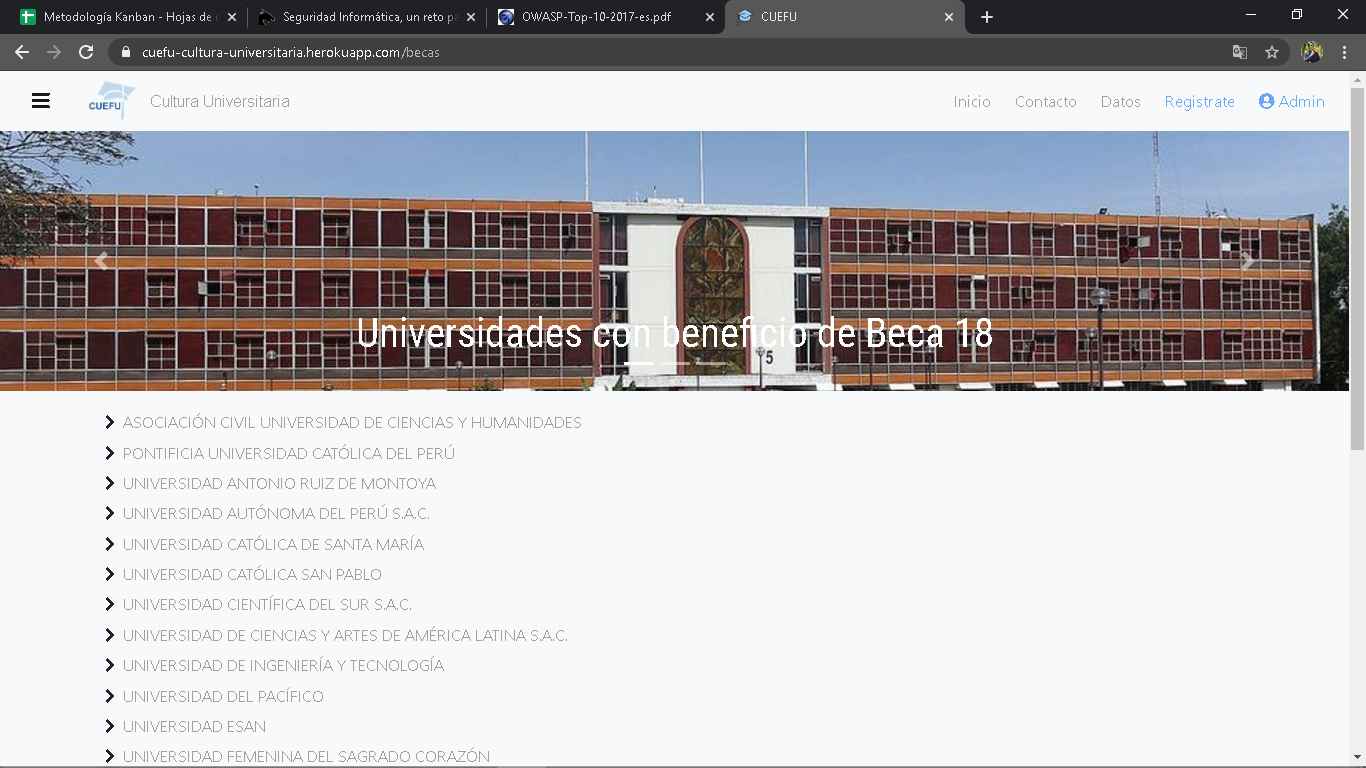 Metodología Kanban - Hojas de c
Seguridad Informática, un reto pa
OWASP-Top-10-2017-es.pdf
CUEFU
cuefu-cultura-universitaria.herokuapp.com/becas
CUEFU
Cultura Universitaria
Inicio
Contacto
Datos
Registrate
Admin
Universidades con beneficio de Beca 18
5
ASOCIACIÓN CIVIL UNIVERSIDAD DE CIENCIAS Y HUMANIDADES
PONTIFICIA UNIVERSIDAD CATÓLICA DEL PERÚ
UNIVERSIDAD ANTONIO RUIZ DE MONTOYA
UNIVERSIDAD AUTÓNOMA DEL PERÚ S.A.C.
UNIVERSIDAD CATÓLICA DE SANTA MARÍA
UNIVERSIDAD CATÓLICA SAN PABLO
UNIVERSIDAD CIENTÍFICA DEL SUR S.A.C.
UNIVERSIDAD DE CIENCIAS Y ARTES DE AMÉRICA LATINA S.A.C.
UNIVERSIDAD DE INGENIERÍA Y TECNOLOGÍA
UNIVERSIDAD DEL PACÍFICO
UNIVERSIDAD ESAN
UNIVERSIDAD FEMENINA DEL SAGRADO CORAZÓN